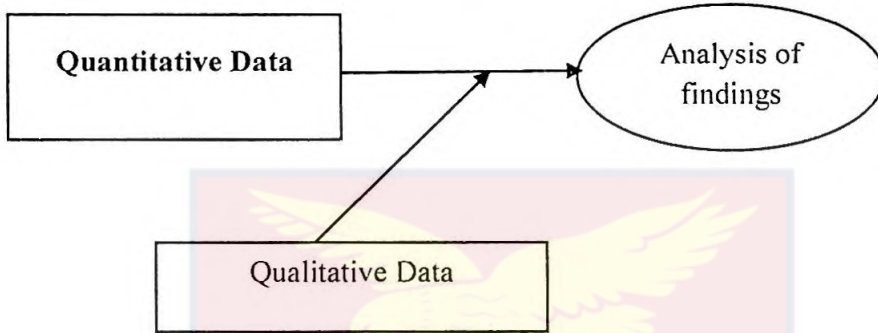 Quantitative Data
Analysis of
findings
Qualitative Data